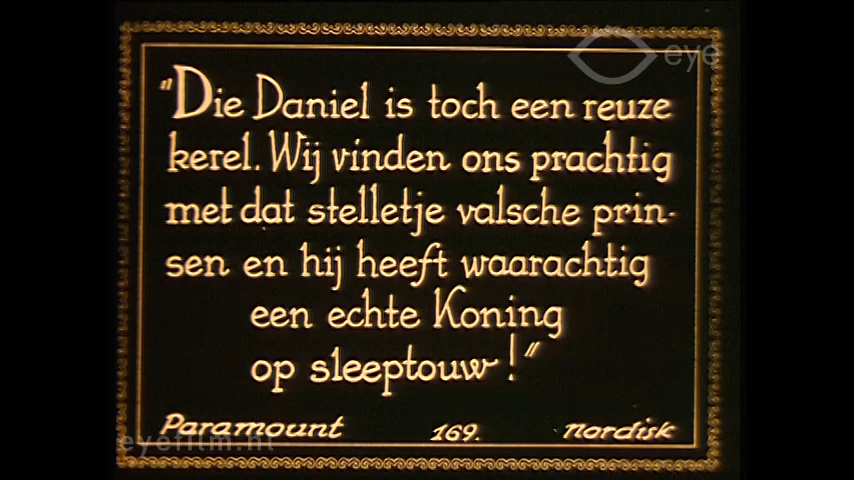 eye
"Die Daniel is toch een reuze
kerel. Wij vinden ons prachtig
met dat stelletje valsche prin-
sen en hij heeft waarachtig
een echte Koning
op sleeptouw!"
Paramount 169. nordisk
eyefilm.nl